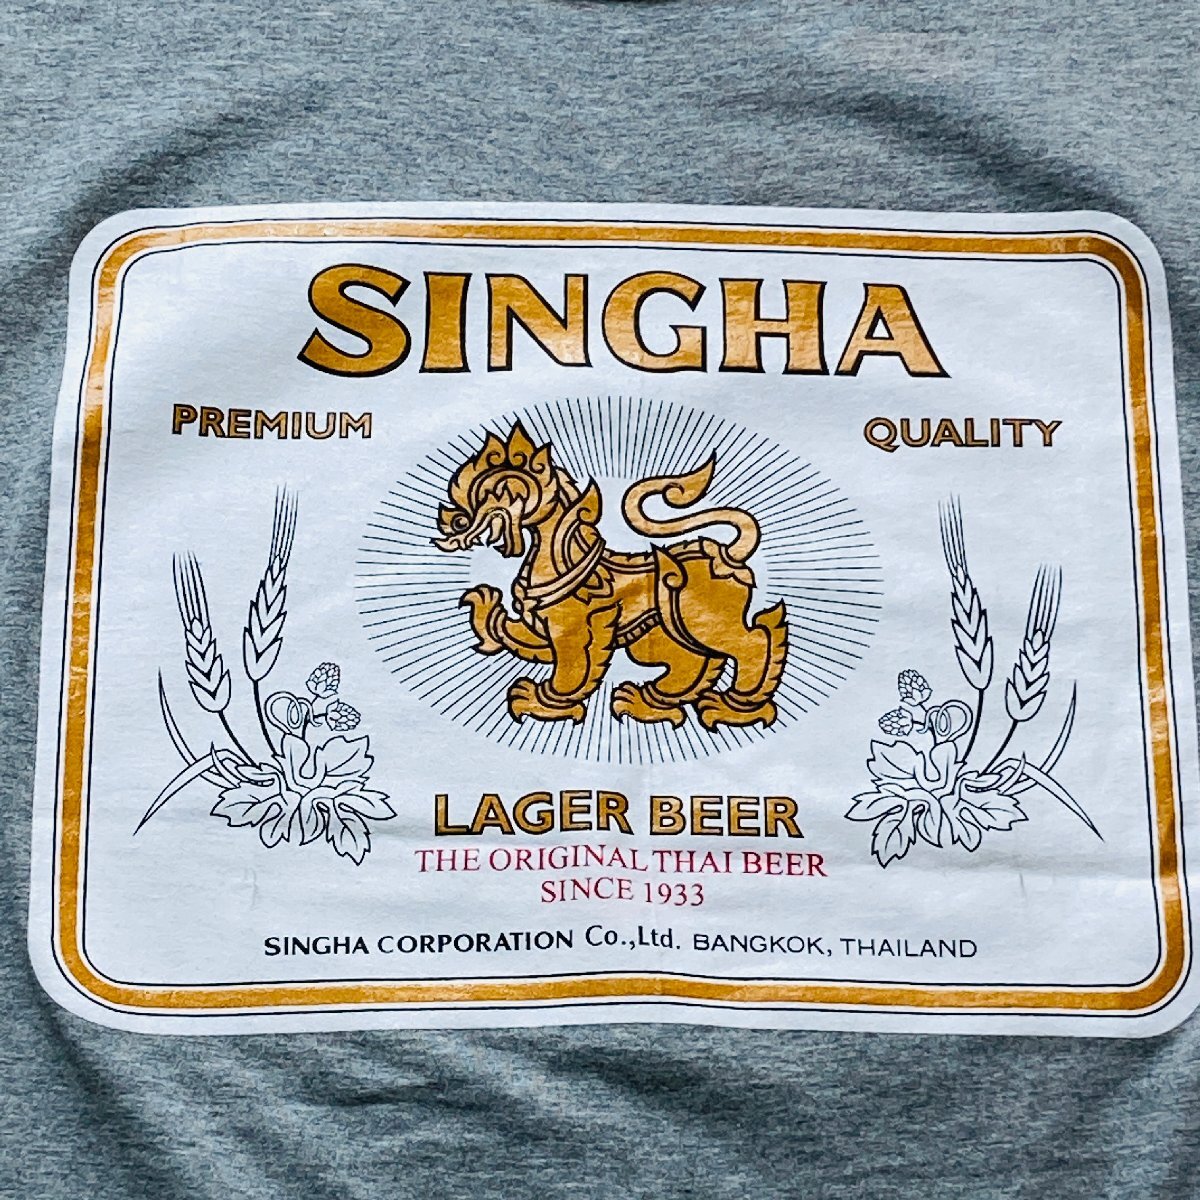 SINGHA
PREMIUM QUALITY
LAGER BEER
THE ORIGINAL THAI BEER
SINCE 1933
SINGHA CORPORATION Co.,Ltd. BANGKOK, THAILAND